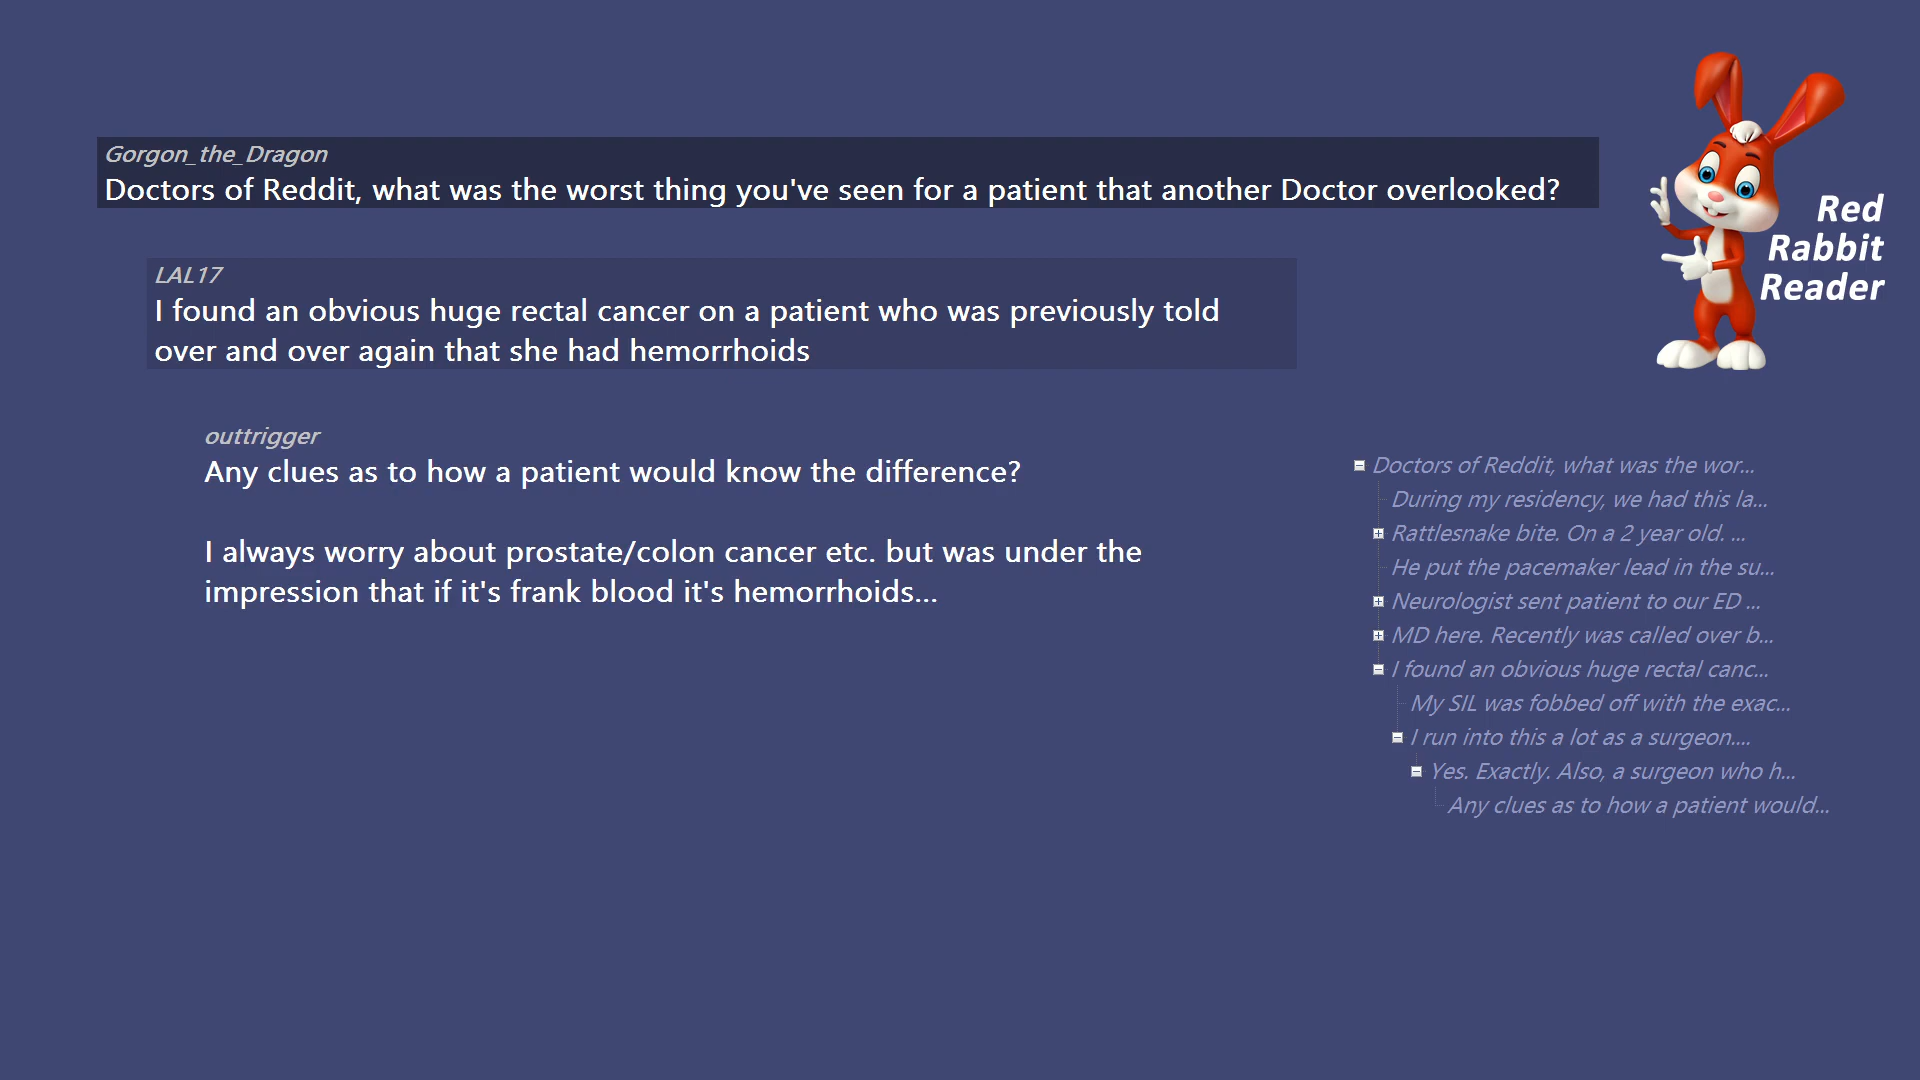 Gorgon_the_Dragon
Doctors of Reddit, what was the worst thing you've seen for a patient that another Doctor overlooked?
LAL17
I found an obvious huge rectal cancer on a patient who was previously told
over and over again that she had hemorrhoids
outtrigger
Any clues as to how a patient would know the difference?
I always worry about prostate/colon cancer etc. but was under the
impression that if it's frank blood it's hemorrhoids...
Red
Rabbit
Reader
Doctors of Reddit, what was the wor...
During my residency, we had this la...
Rattlesnake bite. On a 2 year old. ...
He put the pacemaker lead in the su...
Neurologist sent patient to our ED ...
MD here. Recently was called over b...
I found an obvious huge rectal canc...
My SIL was fobbed off with the exac...
I run into this a lot as a surgeon....
Yes. Exactly. Also, a surgeon who h...
Any clues as to how a patient would...